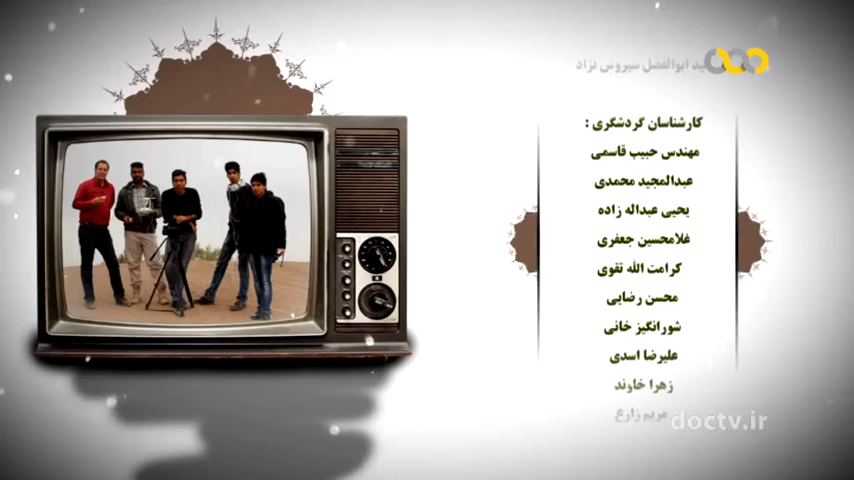 ابوالفضل سیروس نژاد
کارشناسان گردشگری :
مهندس حبیب قاسمی
عبدالمجید محمدی
یحیی عبداله زاده
غلامحسین جعفری
کرامت الله تقوی
محسن رضایی
شورانگیز خانی
علیرضا اسدی
زهرا خاوند
مریم زارع
doctv.ir